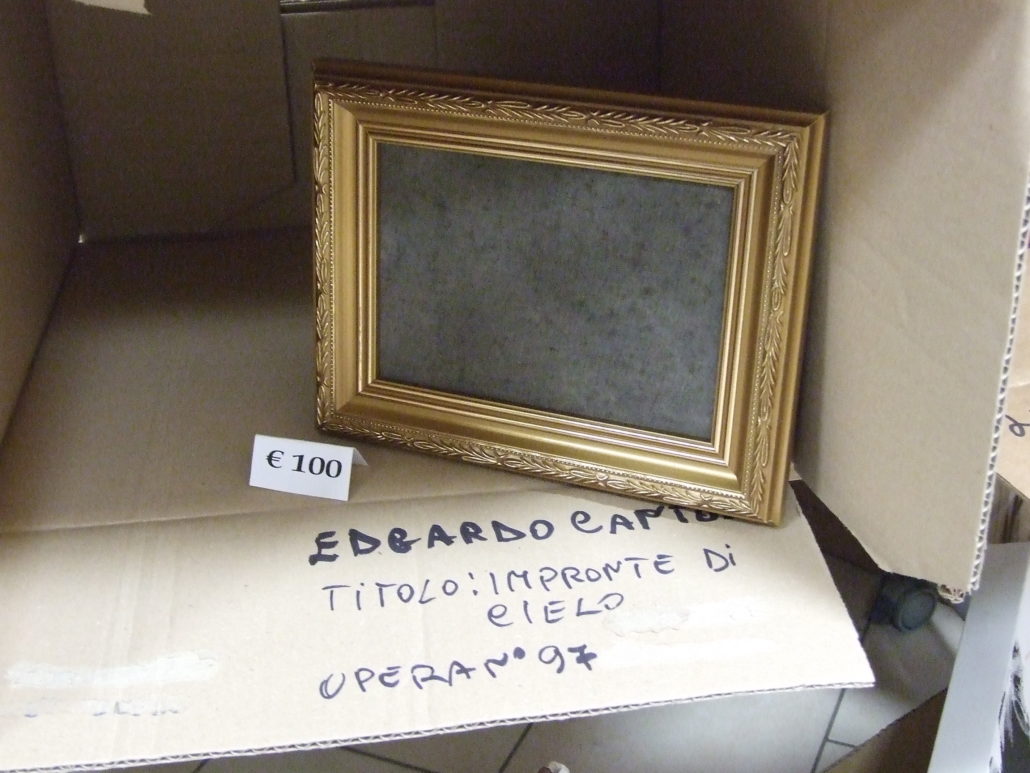 € 100
EDGARDO
TiTOLO: IMPRONTE Di
CIELO
OPERA N° 97